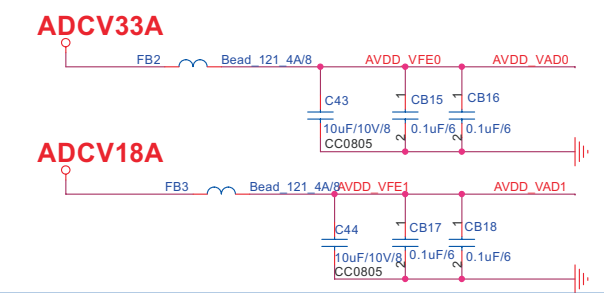 ADCV33A
FB2 Bead_121_4A/8 AVDD_VFE0 AVDD_VAD0
C43 1 CB15 1 CB16
10uF/10V/8 2 0.1uF/6 2 0.1uF/6
CC0805
ADCV18A
FB3 Bead_121_4A/8 AVDD_VFE1 AVDD_VAD1
C44 1 CB17 1 CB18
10uF/10V/8 2 0.1uF/6 2 0.1uF/6
CC0805